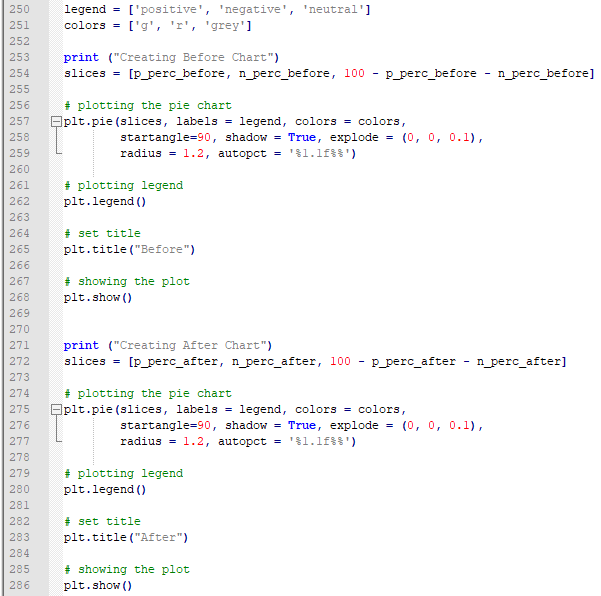 250 legend = ['positive', 'negative', 'neutral']
251 colors = ['g', 'r', 'grey']
252
253 print ("Creating Before Chart")
254 slices = [p_perc_before, n_perc_before, 100 - p_perc_before - n_perc_before]
255
256 # plotting the pie chart
257 plt.pie(slices, labels = legend, colors = colors,
258 startangle=90, shadow = True, explode = (0, 0, 0.1),
259 radius = 1.2, autopct = '%1.1f%%')
260
261 # plotting legend
262 plt.legend()
263
264 # set title
265 plt.title("Before")
266
267 # showing the plot
268 plt.show()
269
270
271 print ("Creating After Chart")
272 slices = [p_perc_after, n_perc_after, 100 - p_perc_after - n_perc_after]
273
274 # plotting the pie chart
275 plt.pie(slices, labels = legend, colors = colors,
276 startangle=90, shadow = True, explode = (0, 0, 0.1),
277 radius = 1.2, autopct = '%1.1f%%')
278
279 # plotting legend
280 plt.legend()
281
282 # set title
283 plt.title("After")
284
285 # showing the plot
286 plt.show()